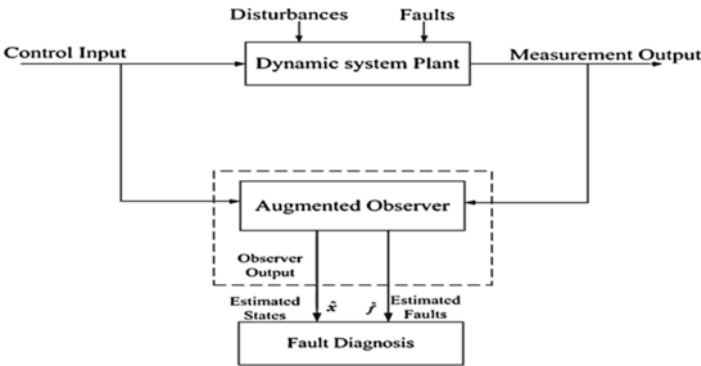 Disturbances
Faults
Control Input
Dynamic system Plant
Measurement Output
Augmented Observer
Observer
Output
Estimated
States
x̂
f̂
Estimated
Faults
Fault Diagnosis